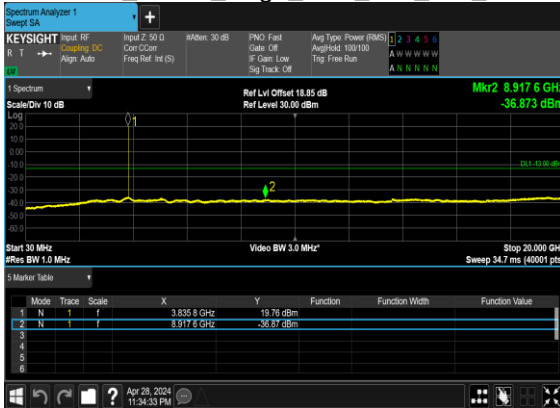 Spectrum Analyzer 1
Swept SA
+
KEYSIGHT Input: RF Input Z: 50 Ω #Atten: 30 dB PNO: Fast Avg Type: Power (RMS) 1 2 3 4 5 6
R T Coupling: DC Corr CCorr Gate: Off Avg|Hold: 100/100 A W W W W W
Align: Auto Freq Ref: Int (S) IF Gain: Low Trig: Free Run
Sig Track: Off A N N N N N
1 Spectrum Ref Lvl Offset 18.85 dB Mkr2 8.917 6 GHz
Scale/Div 10 dB Ref Level 30.00 dBm -36.873 dBm
Log
20.0
10.0
0.00
-10.0
DL1 -13.00 dBm
-20.0
-30.0
-40.0
-50.0
-60.0
1
2
Start 30 MHz Video BW 3.0 MHz* Stop 20.000 GH
#Res BW 1.0 MHz Sweep 34.7 ms (40001 pts
5 Marker Table
Mode Trace Scale X Y Function Function Width Function Value
1 N 1 f 3.835 8 GHz 19.76 dBm
2 N 1 f 8.917 6 GHz -36.87 dBm
3
4
5
6
? Apr 28, 2024
11:34:33 PM